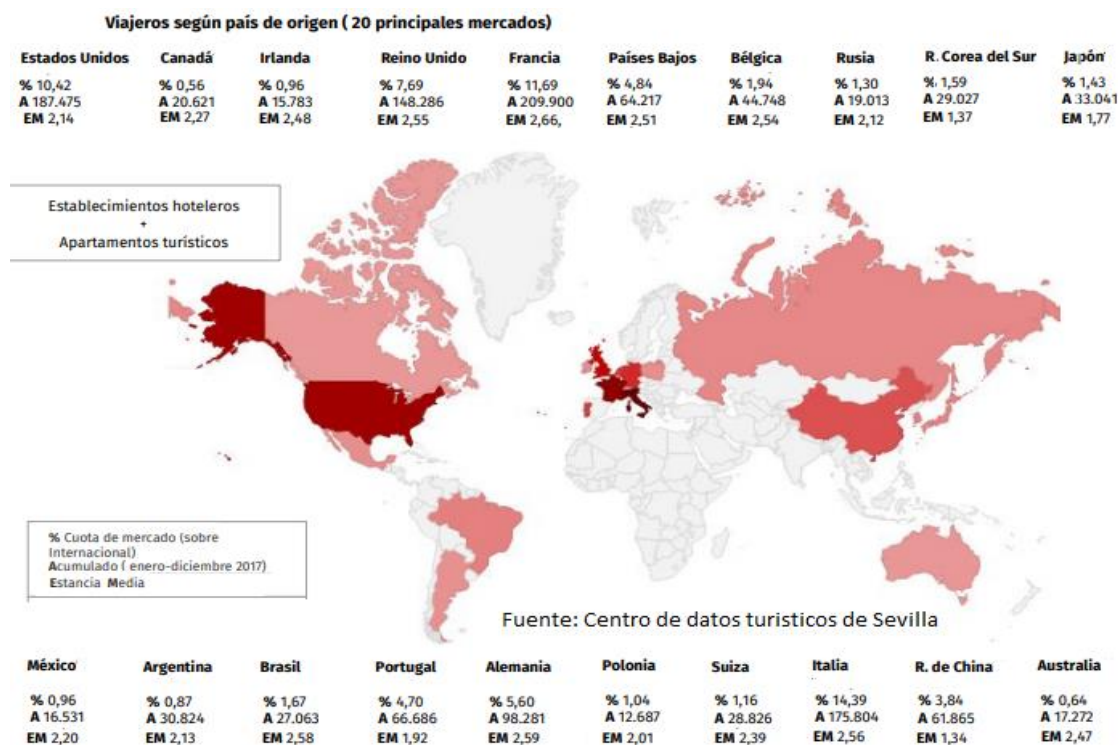 Viajeros según país de origen ( 20 principales mercados)
Estados Unidos Canadá Irlanda Reino Unido Francia Países Bajos Bélgica Rusia R. Corea del Sur Japón
% 10,42 % 0,56 % 0,96 % 7,69 % 11,69 % 4,84 % 1,94 % 1,30 % 1,59 % 1,43
A 187.475 A 20.621 A 15.783 A 148.286 A 209.900 A 64.217 A 44.748 A 19.013 A 29.027 A 33.041
EM 2,14 EM 2,27 EM 2,48 EM 2,55 EM 2,66, EM 2,51 EM 2,54 EM 2,12 EM 1,37 EM 1,77
Establecimientos hoteleros
+
Apartamentos turísticos
% Cuota de mercado (sobre
Internacional)
Acumulado ( enero-diciembre 2017)
Estancia Media
Fuente: Centro de datos turisticos de Sevilla
México Argentina Brasil Portugal Alemania Polonia Suiza Italia R. de China Australia
% 0,96 % 0,87 % 1,67 % 4,70 % 5,60 % 1,04 % 1,16 % 14,39 % 3,84 % 0,64
A 16.531 A 30.824 A 27.063 A 66.686 A 98.281 A 12.687 A 28.826 A 175.804 A 61.865 A 17.272
EM 2,20 EM 2,13 EM 2,58 EM 1,92 EM 2,59 EM 2,01 EM 2,39 EM 2,56 EM 1,34 EM 2,47